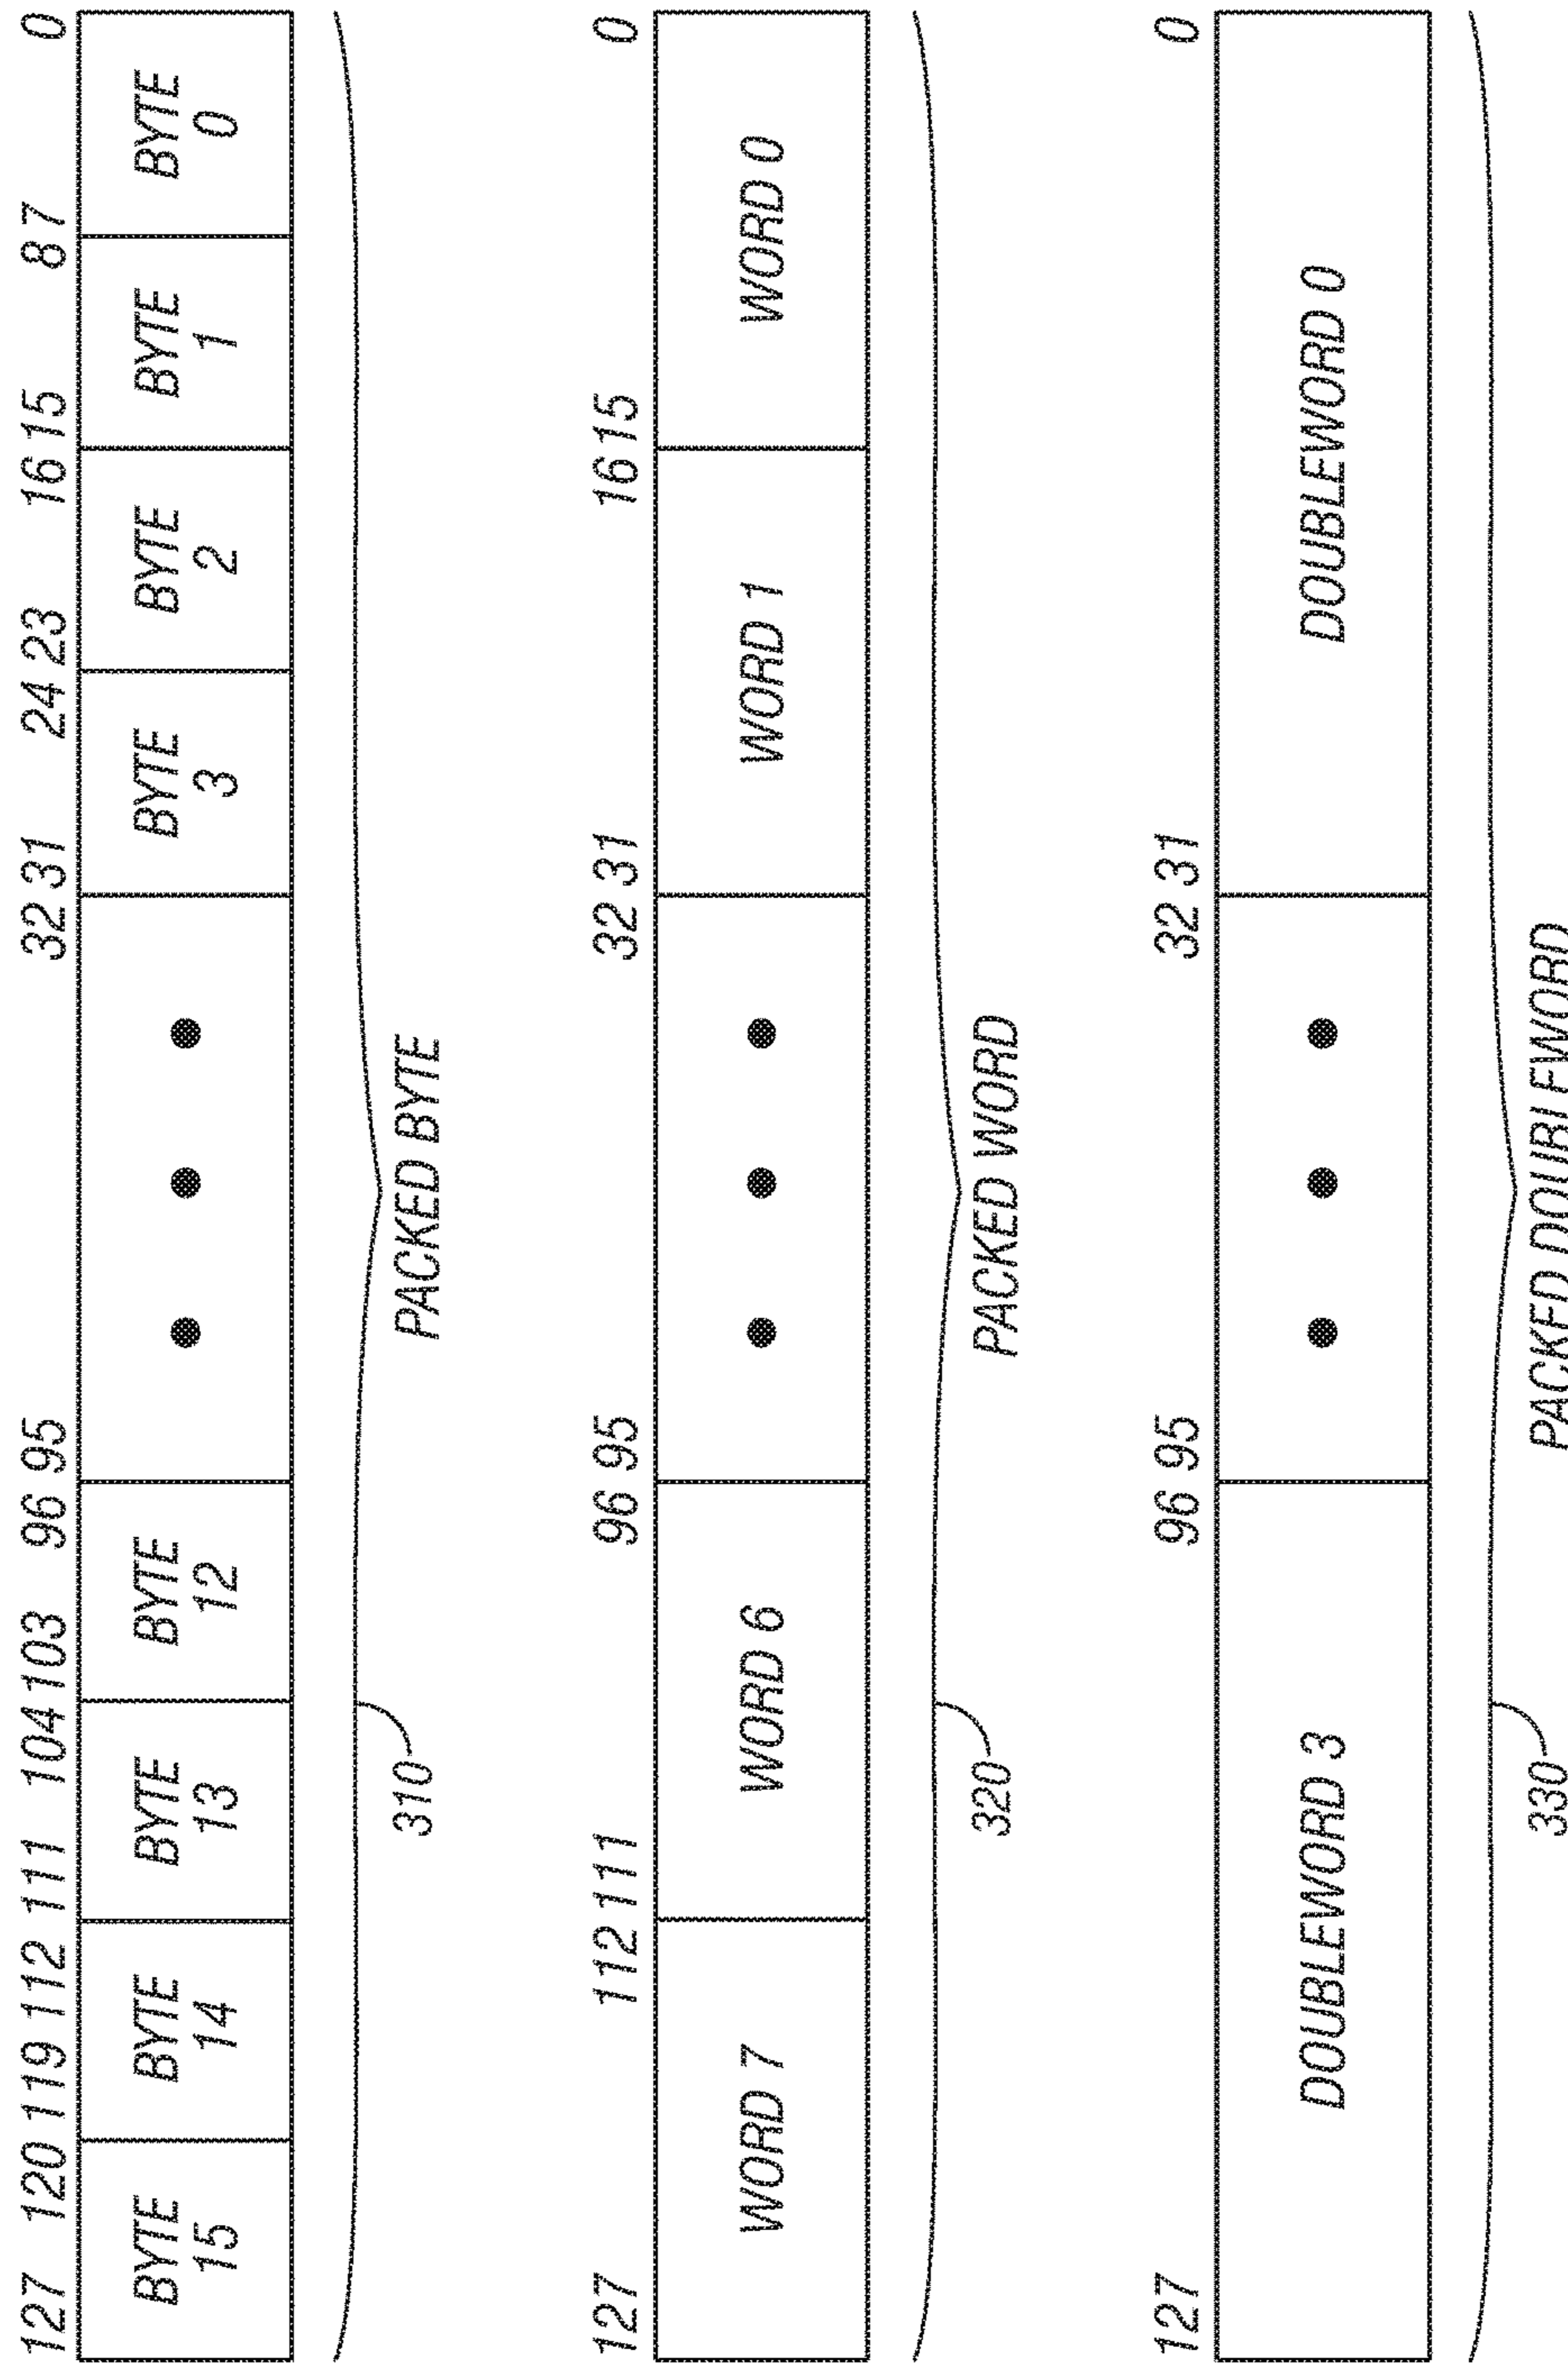 127 120 119 112 111 104 103 96 95 32 31 24 23 16 15 8 7 0
BYTE BYTE BYTE BYTE BYTE BYTE BYTE BYTE
15 14 13 12 3 2 1 0
310
PACKED BYTE
127 112 111 96 95 32 31 16 15 0
WORD 7 WORD 6 WORD 1 WORD 0
320
PACKED WORD
127 96 95 32 31 0
DOUBLEWORD 3 DOUBLEWORD 0
330
PACKED DOUBLEWORD